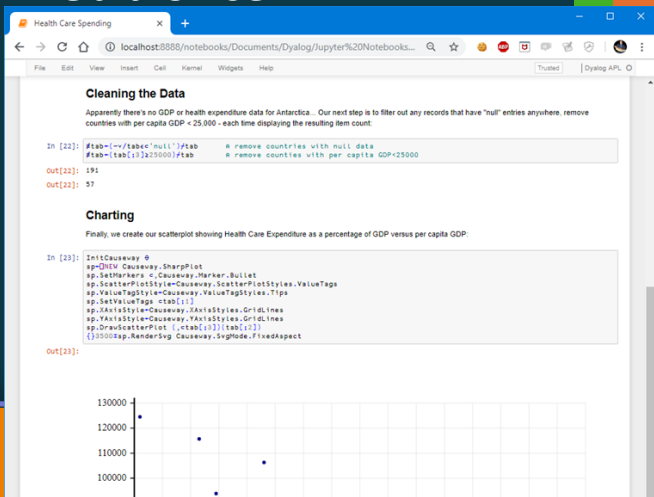 Health Care Spending
localhost:8888/notebooks/Documents/Dyalog/Jupyter%20Notebooks...
File Edit View Insert Cell Kernel Widgets Help
Trusted
Dyalog APL
Cleaning the Data
Apparently there's no GDP or health expenditure data for Antarctica... Our next step is to filter out any records that have "null" entries anywhere, remove
countries with per capita GDP < 25.000 - each time displaying the resulting item count:
In [22]: ≢tab←(~∨/tab∊⊂'null')⌿tab ⍝ remove countries with null data
≢tab←(tab[;3]≥25000)⌿tab ⍝ remove counties with per capita GDP<25000
Out[22]: 191
Out[22]: 57
Charting
Finally, we create our scatterplot showing Health Care Expenditure as a percentage of GDP versus per capita GDP:
In [23]: InitCauseway ⍬
sp←⎕NEW Causeway.SharpPlot
sp.SetMarkers ⊂,Causeway.Marker.Bullet
sp.ScatterPlotStyle←Causeway.ScatterPlotStyles.ValueTags
sp.ValueTagStyle←Causeway.ValueTagStyles.Tips
sp.SetValueTags ⊂tab[;1]
sp.XAxisStyle←Causeway.XAxisStyles.GridLines
sp.YAxisStyle←Causeway.YAxisStyles.GridLines
sp.DrawScatterPlot (,⊂tab[;3])(tab[;2])
{}3500⌶sp.RenderSvg Causeway.SvgMode.FixedAspect
Out[23]:
130000
120000
110000
100000